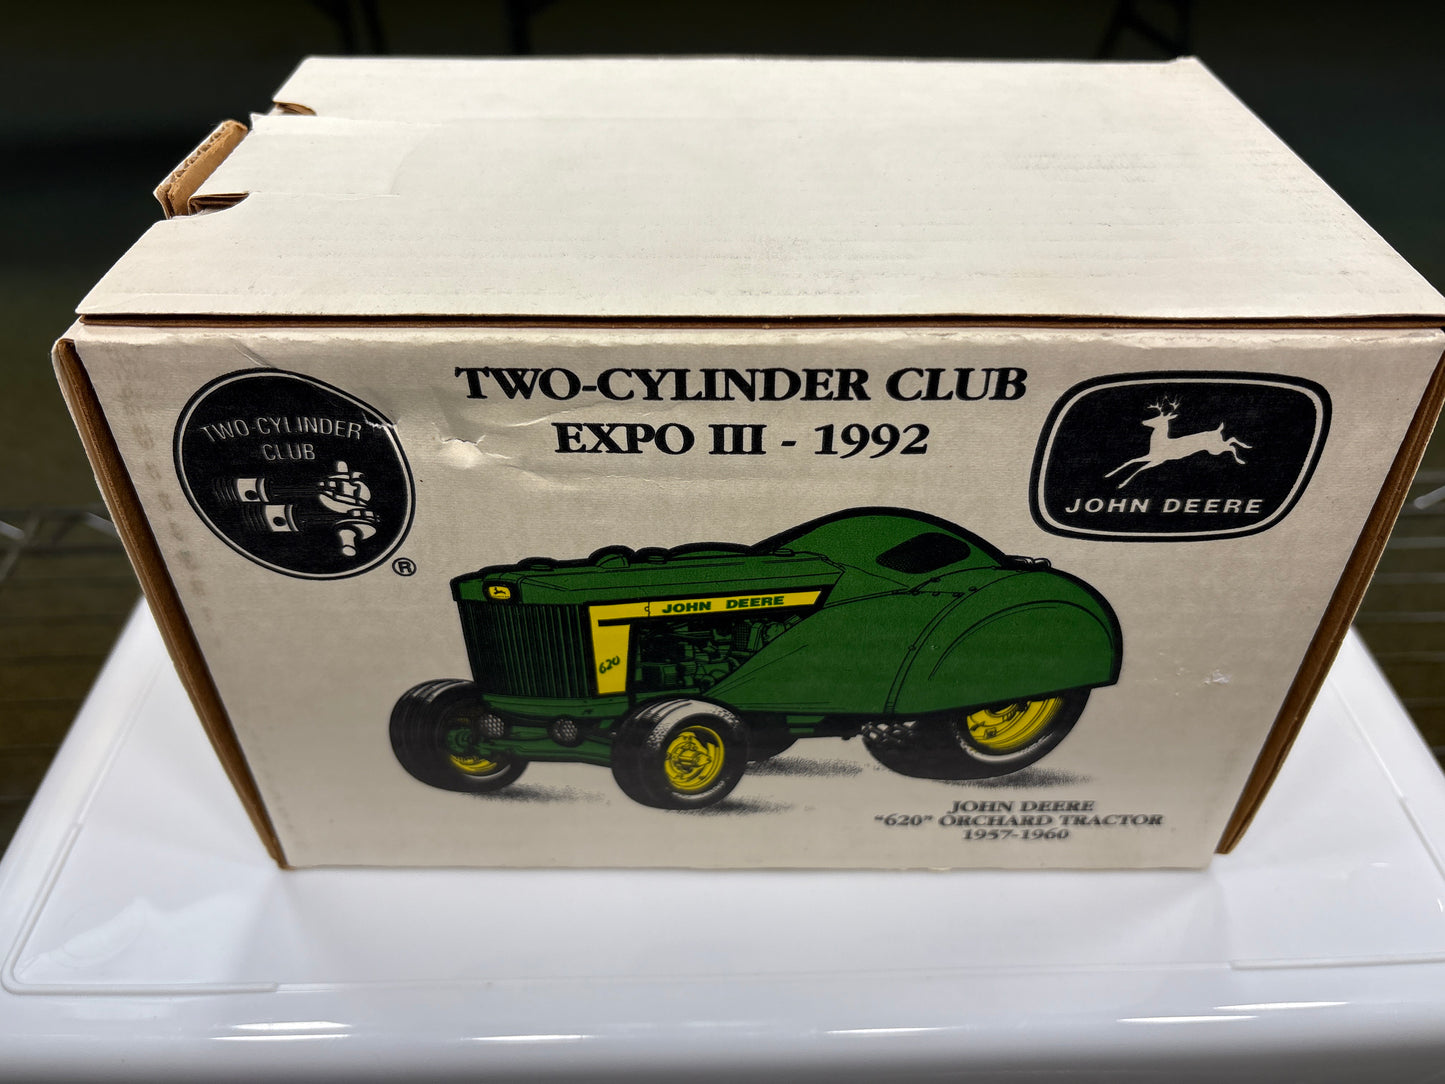 TWO-CYLINDER CLUB
EXPO III - 1992
TWO-CYLINDER
CLUB
®
JOHN DEERE
JOHN DEERE
620
JOHN DEERE
"620" ORCHARD TRACTOR
1957-1960